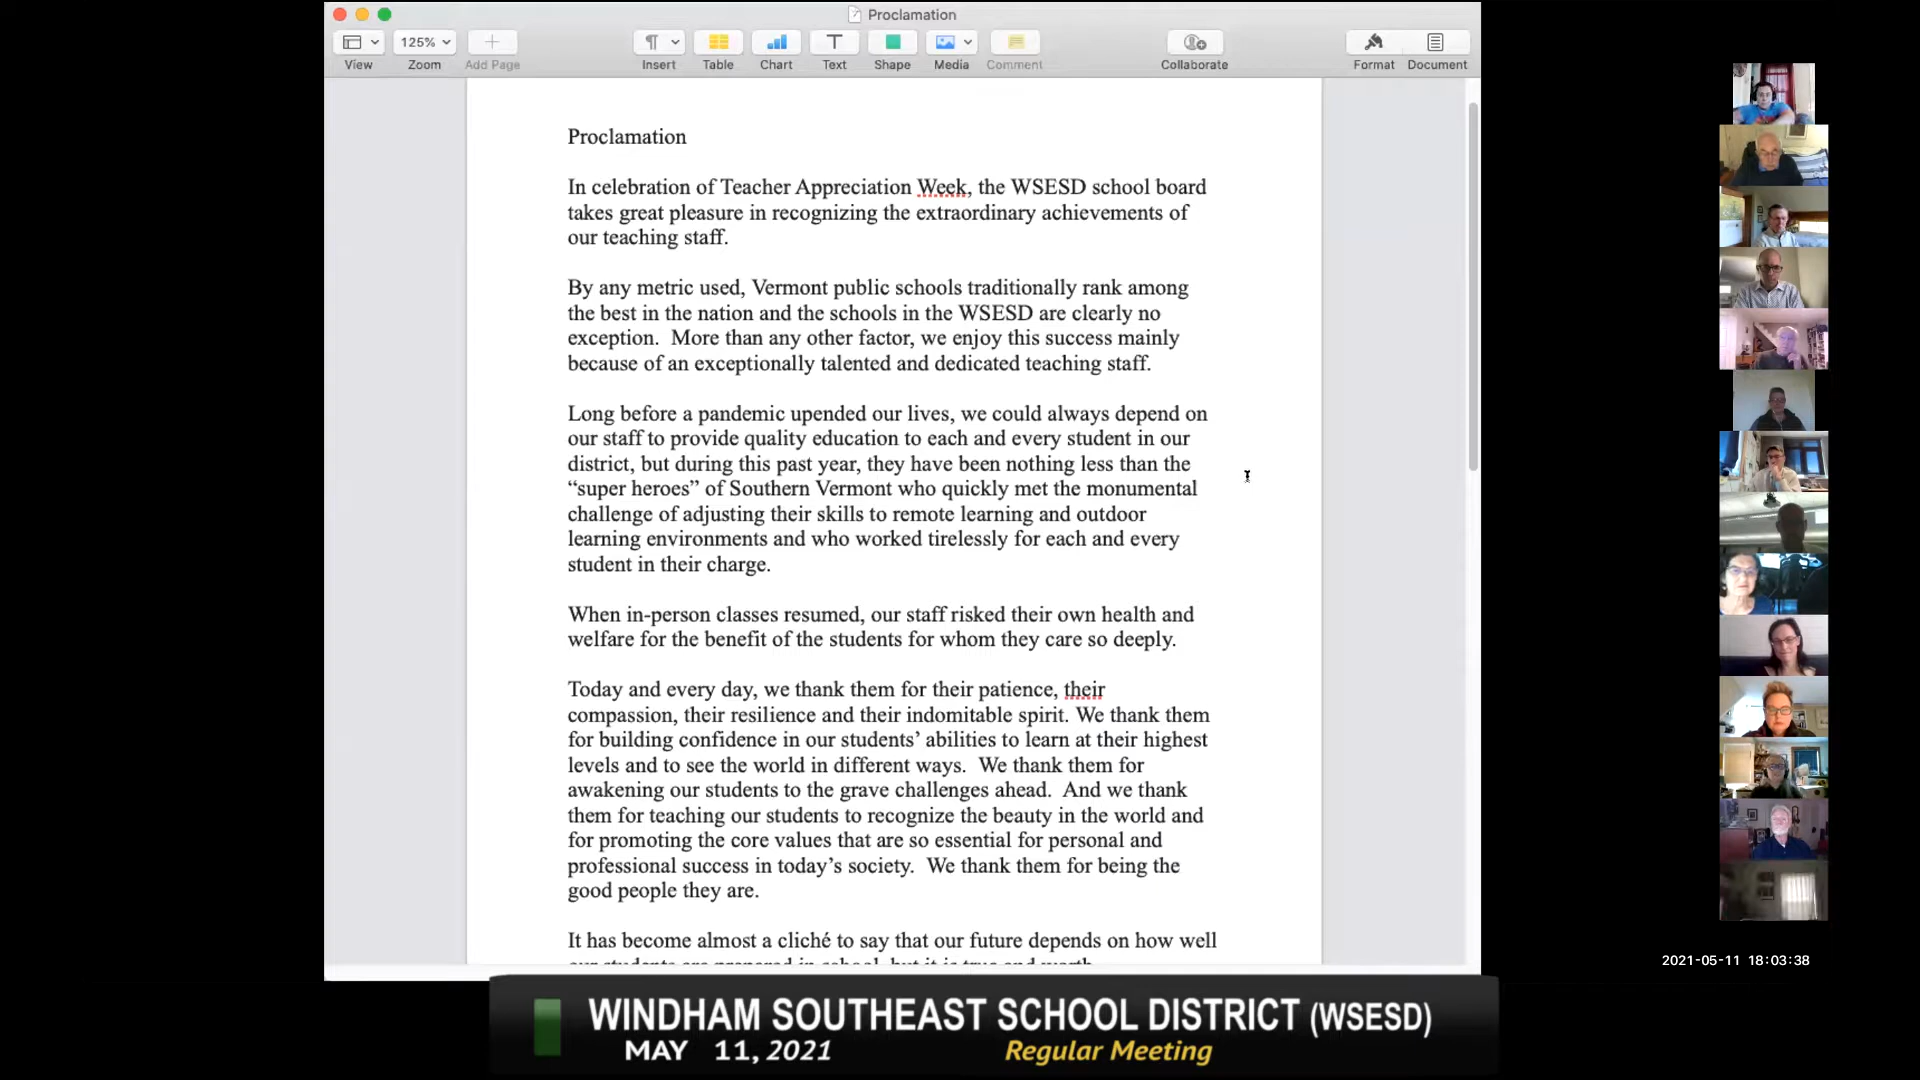 Proclamation
125%
View
Zoom
Add Page
Insert
Table
Chart
Text
Shape
Media
Comment
Collaborate
Format
Document
Proclamation
In celebration of Teacher Appreciation Week, the WSESD school board
takes great pleasure in recognizing the extraordinary achievements of
our teaching staff.
By any metric used, Vermont public schools traditionally rank among
the best in the nation and the schools in the WSESD are clearly no
exception.  More than any other factor, we enjoy this success mainly
because of an exceptionally talented and dedicated teaching staff.
Long before a pandemic upended our lives, we could always depend on
our staff to provide quality education to each and every student in our
district, but during this past year, they have been nothing less than the
“super heroes” of Southern Vermont who quickly met the monumental
challenge of adjusting their skills to remote learning and outdoor
learning environments and who worked tirelessly for each and every
student in their charge.
When in-person classes resumed, our staff risked their own health and
welfare for the benefit of the students for whom they care so deeply.
Today and every day, we thank them for their patience, their
compassion, their resilience and their indomitable spirit. We thank them
for building confidence in our students’ abilities to learn at their highest
levels and to see the world in different ways.  We thank them for
awakening our students to the grave challenges ahead.  And we thank
them for teaching our students to recognize the beauty in the world and
for promoting the core values that are so essential for personal and
professional success in today’s society.  We thank them for being the
good people they are.
It has become almost a cliché to say that our future depends on how well
our students are prepared in school, but it is true and worth
2021-05-11 18:03:38
WINDHAM SOUTHEAST SCHOOL DISTRICT (WSESD)
MAY 11, 2021
Regular Meeting